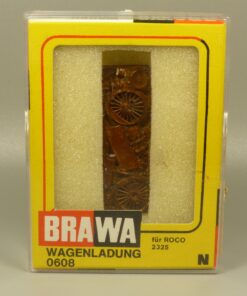 BRAWA
WAGENLADUNG
0608
für ROCO
2325
N